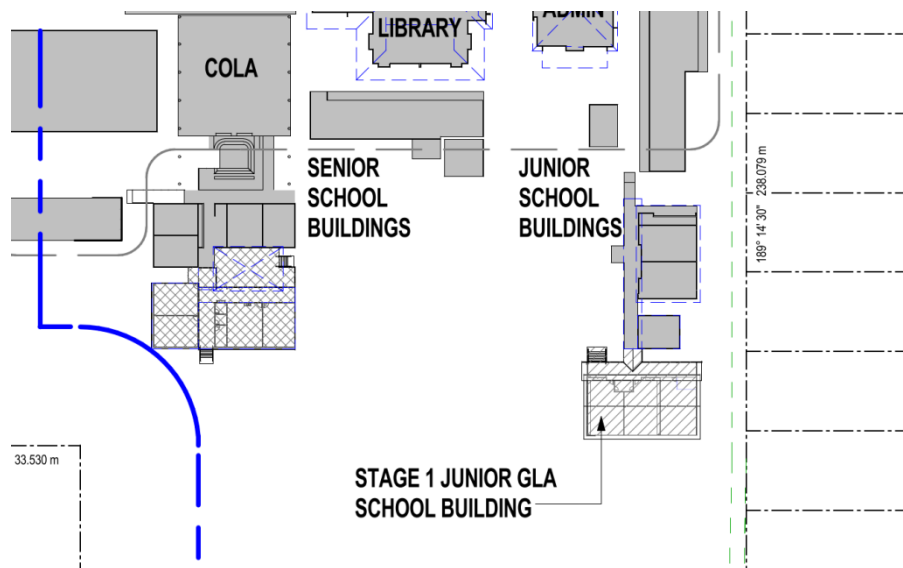 LIBRARY
ADMIN
COLA
SENIOR
SCHOOL
BUILDINGS
JUNIOR
SCHOOL
BUILDINGS
189° 14' 30" 238.079 m
33.530 m
STAGE 1 JUNIOR GLA
SCHOOL BUILDING